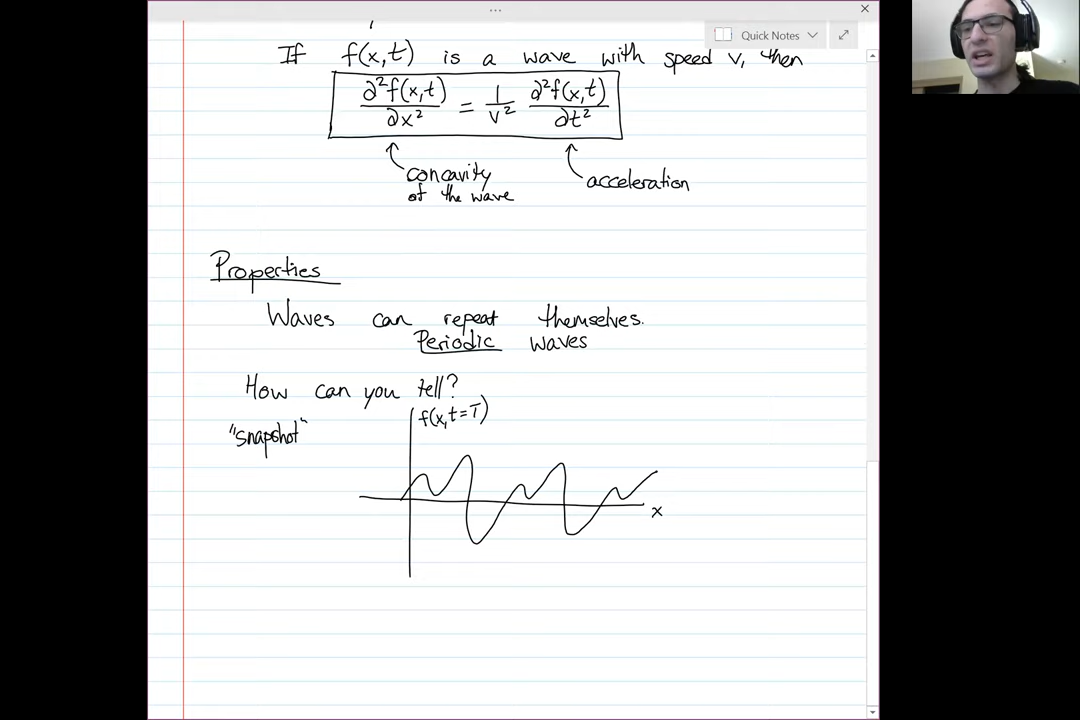 Quick Notes
If f(x,t) is a wave with speed v, then
∂²f(x,t)/∂x² = 1/v² ∂²f(x,t)/∂t²
concavity of the wave
acceleration
Properties
Waves can repeat themselves.
Periodic waves
How can you tell?
"snapshot"
f(x,t=T)
x